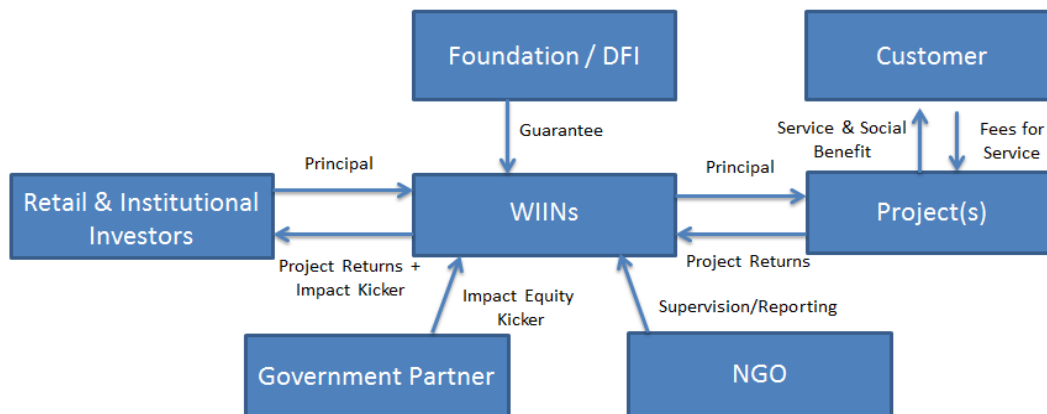 Foundation / DFI
Customer
Guarantee
Service & Social
Benefit
Fees for
Service
Principal
Principal
Retail & Institutional
Investors
WIINs
Project(s)
Project Returns +
Impact Kicker
Project Returns
Impact Equity
Kicker
Supervision/Reporting
Government Partner
NGO